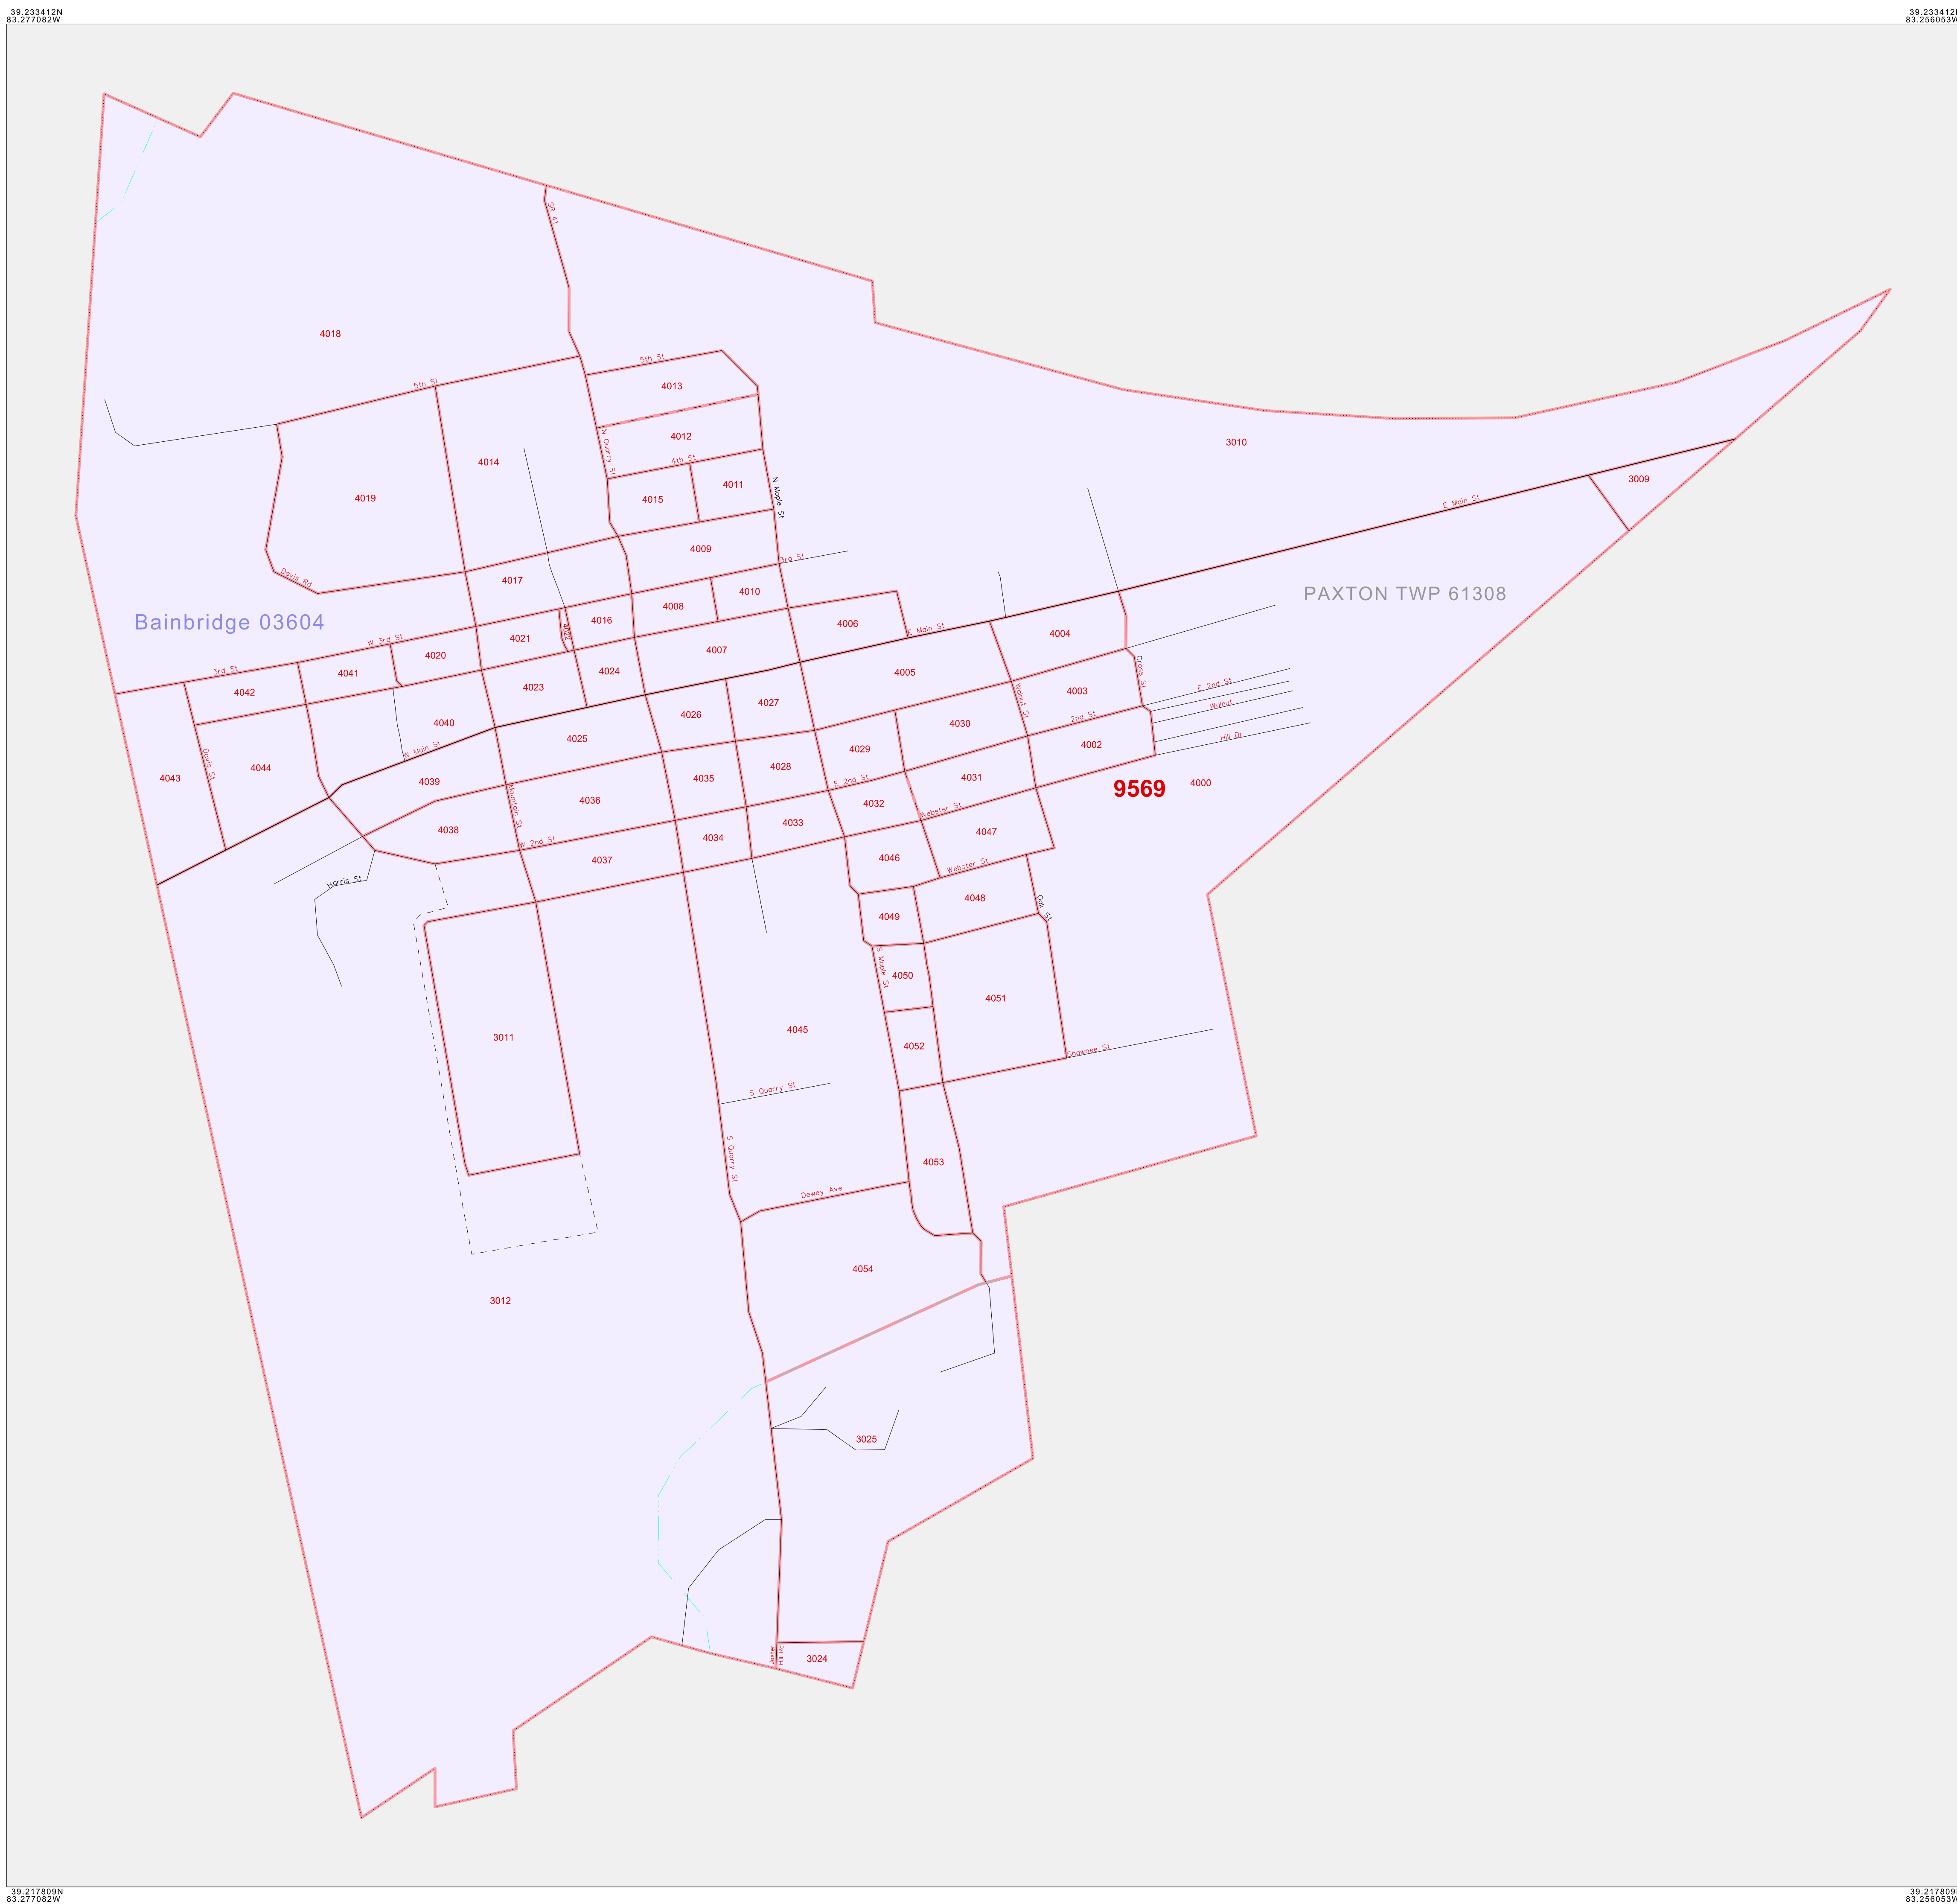 39.233412N
83.277082W
39.233412N
83.256053W
SR 41
4018
5th St
5th St
4013
N Quarry St
4012
3010
4th St
4014
4011
4015
4019
N Maple St
3009
E Main St
4009
3rd St
Davis Rd
4017
PAXTON TWP 61308
4010
4008
Bainbridge 03604
4016
4006
4022
E Main St
4004
4021
W 3rd St
4007
4020
Cross St
3rd St
4024
4005
4041
4023
E 2nd St
4003
4042
Walnut St
4027
Walnut
4026
2nd St
4040
4030
Hill Dr
4025
4002
W Main St
4029
Davis St
4044
4028
4043
4035
E 2nd St
4031
4039
9569
4000
Mountain St
4036
4032
Webster St
4033
4038
4047
4034
W 2nd St
4046
4037
Webster St
Harris St
4048
Oak St
4049
S Maple St
4050
4051
4045
3011
4052
Shawnee St
S Quarry St
S Quarry St
4053
Dewey Ave
4054
3012
3025
Jester
Hill Rd
3024
39.217809N
83.277082W
39.217809N
83.256053W